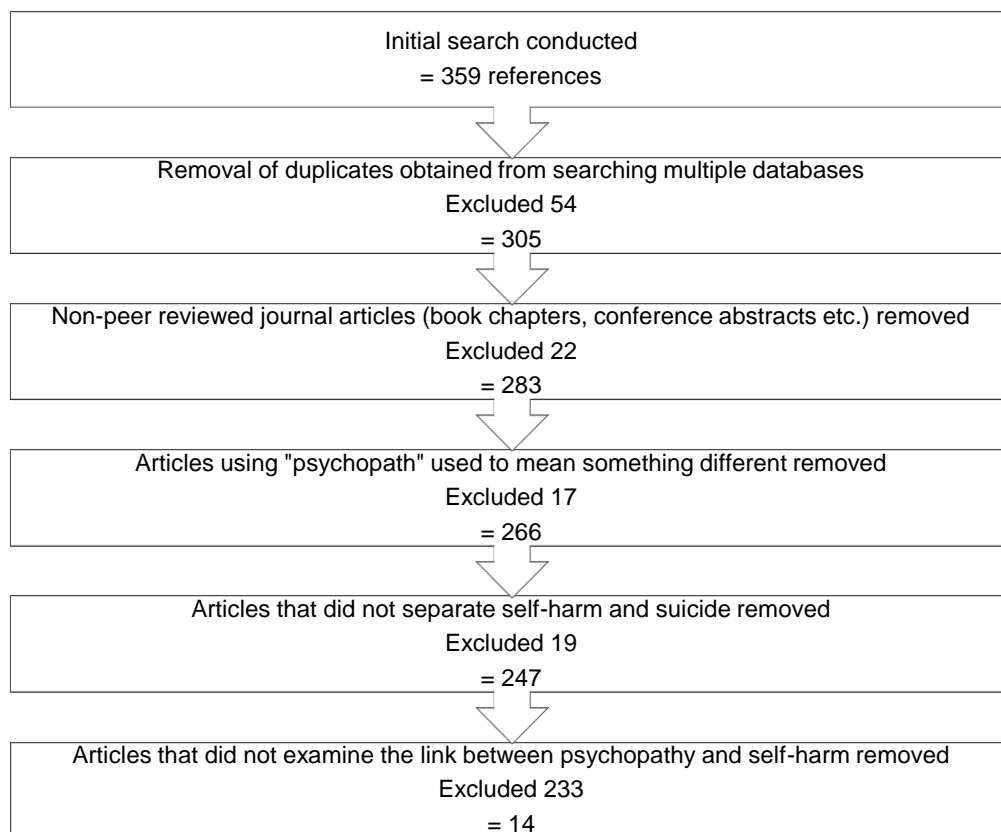 Initial search conducted
= 359 references
Removal of duplicates obtained from searching multiple databases
Excluded 54
= 305
Non-peer reviewed journal articles (book chapters, conference abstracts etc.) removed
Excluded 22
= 283
Articles using "psychopath" used to mean something different removed
Excluded 17
= 266
Articles that did not separate self-harm and suicide removed
Excluded 19
= 247
Articles that did not examine the link between psychopathy and self-harm removed
Excluded 233
= 14